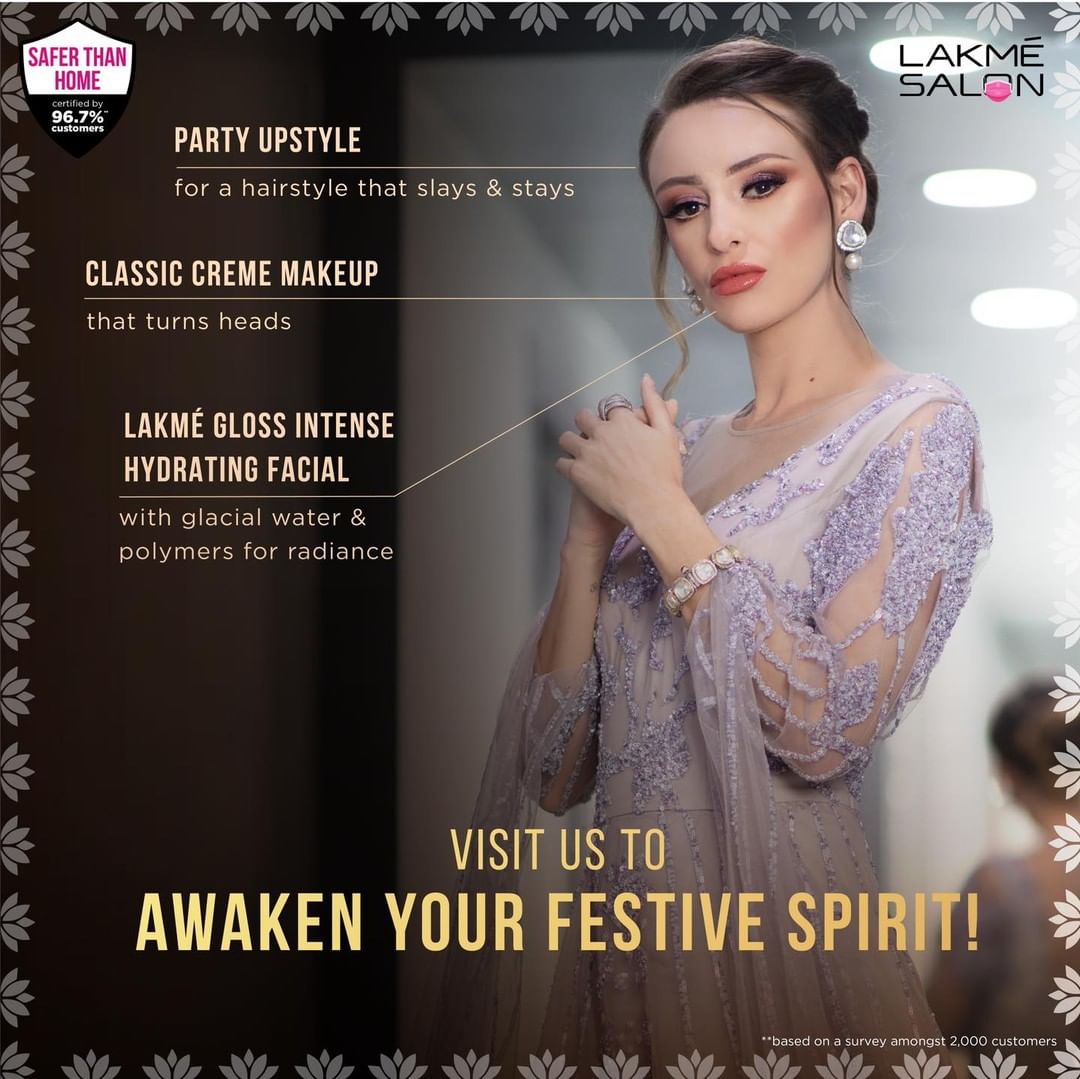 SAFER THAN
HOME
certified by
96.7%**
customers
LAKMÉ
SALON
PARTY UPSTYLE
for a hairstyle that slays & stays
CLASSIC CREME MAKEUP
that turns heads
LAKMÉ GLOSS INTENSE
HYDRATING FACIAL
with glacial water &
polymers for radiance
VISIT US TO
AWAKEN YOUR FESTIVE SPIRIT!
**based on a survey amongst 2,000 customers